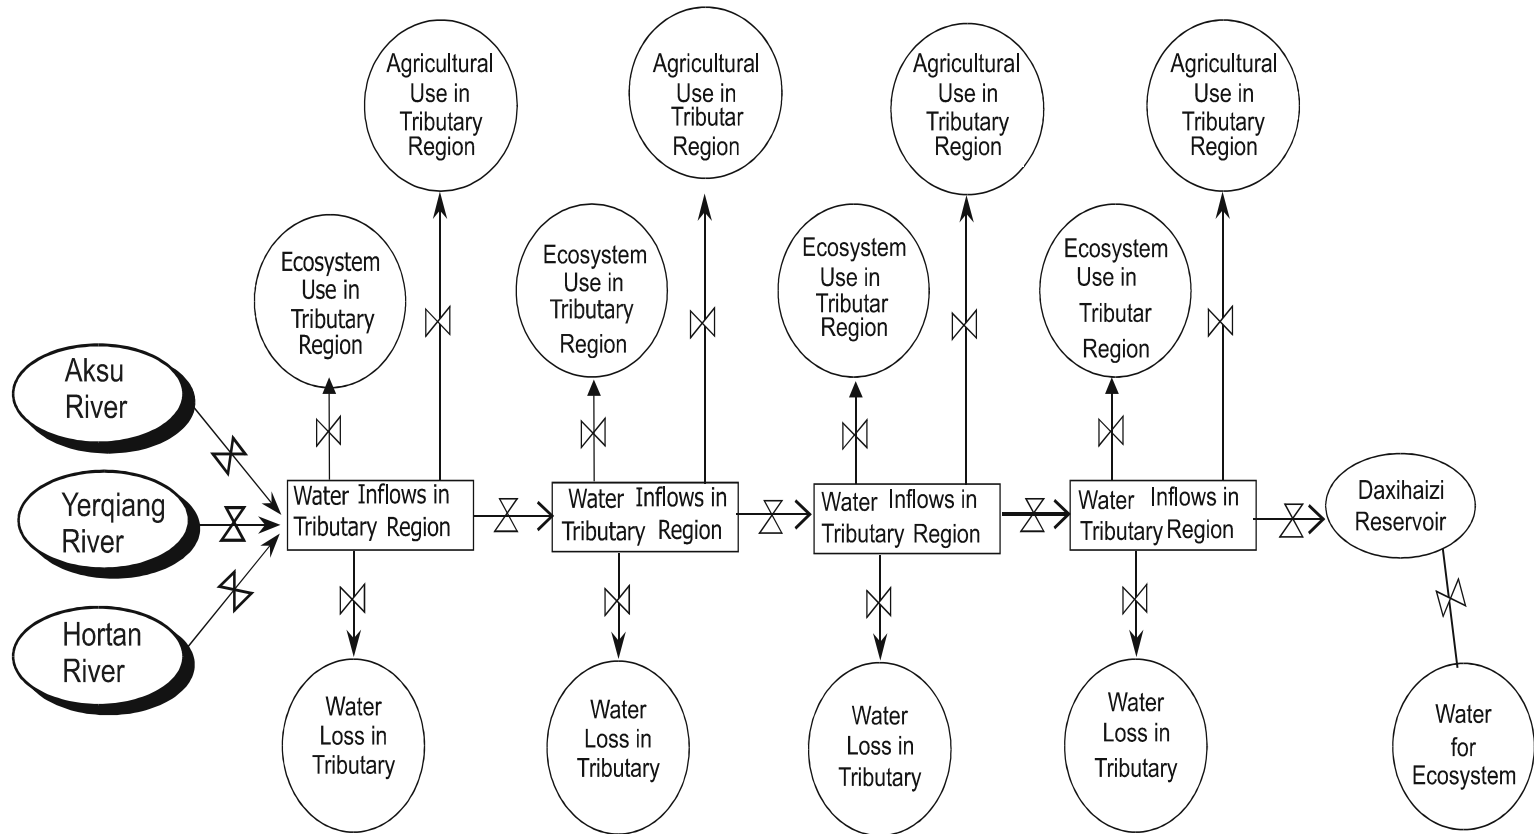 Agricultural
Use in
Tributary
Region
Agricultural
Use in
Tributar
Region
Agricultural
Use in
Tributary
Region
Agricultural
Use in
Tributary
Region
Ecosystem
Use in
Tributary
Region
Ecosystem
Use in
Tributary
Region
Ecosystem
Use in
Tributar
Region
Ecosystem
Use in
Tributar
Region
Aksu
River
Yerqiang
River
Hortan
River
Water Inflows in
Tributary Region
Water Inflows in
Tributary Region
Water Inflows in
Tributary Region
Water Inflows in
Tributary Region
Daxihaizi
Reservoir
Water
Loss in
Tributary
Water
Loss in
Tributary
Water
Loss in
Tributary
Water
Loss in
Tributary
Water
for
Ecosystem